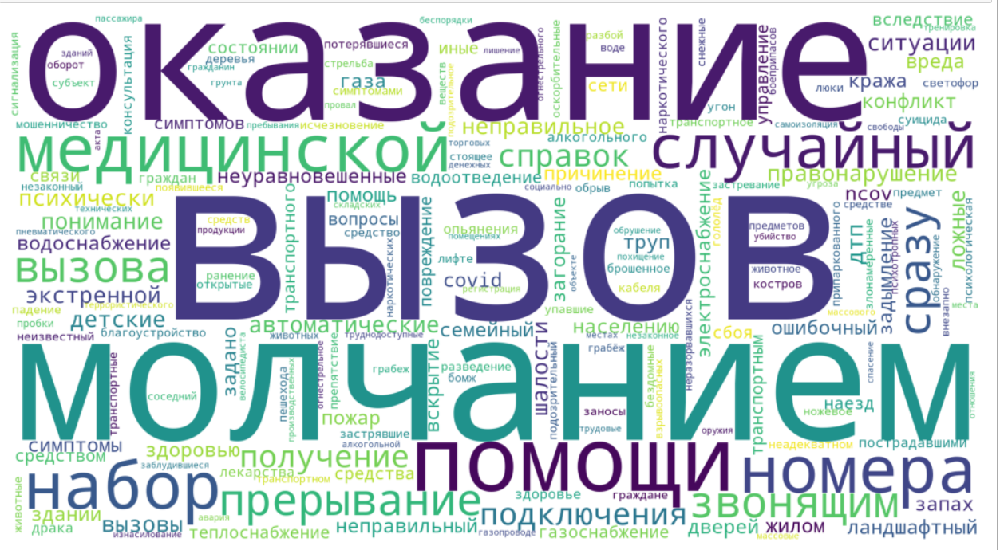 оказание
вызов
молчанием
медицинской
случайный
помощи
номера
набор
прерывание
звонящим
подключения
получение
вызова
сразу
справок
пассажира
беспорядки
вследствие
тренировка
сигнализация
зданий
оборот
субъект
консультация
состоянии
деревья
гражданин
грунта
потерявшиеся
стрельба
газа
симптомами
провал
иные
лишение
веществ
подозрительное
огнестрельного
оскорбительные
разбой
воде
сети
наркотического
снежные
угон
управление
боеприпасов
люки
ситуации
вреда
кража
светофор
конфликт
суицида
мошенничество
акта
симптомов
пребывания
исчезновение
неправильное
транспортное
самоизоляция
свободы
торговых
стоящее
денежных
алкогольного
связи
граждан
неуравновешенные
водоотведение
причинение
правонарушение
незаконный
появившееся
социально
обрыв
попытка
застревание
угроза
психически
помощь
складских
ncov
предмет
средстве
технических
понимание
пневматического
водоснабжение
средств
продукции
транспортного
вопросы
средство
наркотических
повреждение
опьянения
помещениях
загорание
объекте
обрушение
труп
похищение
брошенное
кабеля
гололед
электроснабжение
предметов
убийство
животное
костров
припаркованного
дтп
злонамеренные
задымление
психотропных
обнаружение
внезапно
ложные
психологическая
места
ранение
открытые
лифте
covid
регистрация
экстренной
падение
террористического
пробки
детские
неизвестный
благоустройство
автоматические
животных
труднодоступные
семейный
упавшие
населению
местах
незаконное
грабёж
сбоя
массового
ошибочный
неразорвавшихся
транспортные
соседний
задано
велосипедиста
пешехода
производственных
огнестрельное
препятствие
грабеж
вскрытие
разведение
бомж
шалости
подозрительный
бездомные
взрывоопасных
спасение
отношения
пожар
застрявшие
алкогольной
заносы
трудовые
оружия
транспортным
ножевое
наезд
неадекватном
пострадавшими
симптомы
средством
здоровью
заблудившиеся
лекарства
транспортном
средства
здоровье
граждане
животные
здании
драка
вызовы
изнасилование
авария
теплоснабжение
неправильный
газопроводе
газоснабжение
дверей
жилом
массовые
запах
ландшафтный